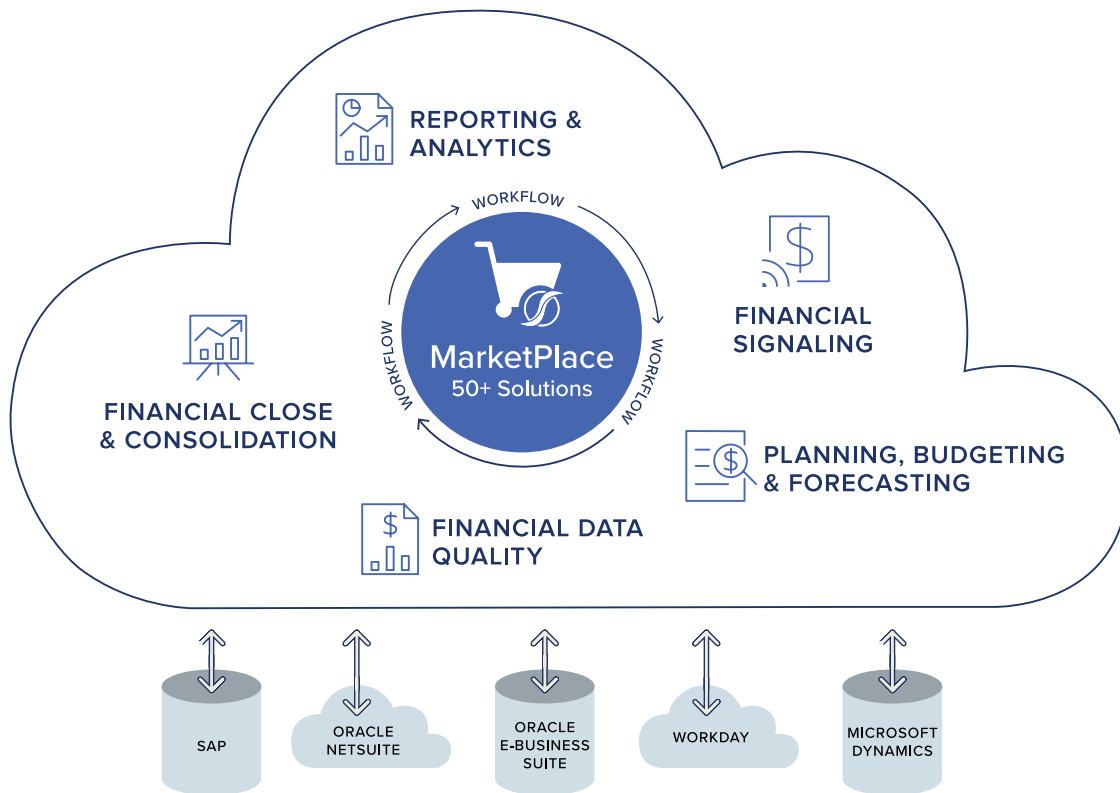 REPORTING &
ANALYTICS
WORKFLOW
MarketPlace
50+ Solutions
WORKFLOW
WORKFLOW
FINANCIAL
SIGNALING
FINANCIAL CLOSE
& CONSOLIDATION
PLANNING, BUDGETING
& FORECASTING
$
$
FINANCIAL DATA
QUALITY
$
SAP
ORACLE
NETSUITE
ORACLE
E-BUSINESS
SUITE
WORKDAY
MICROSOFT
DYNAMICS